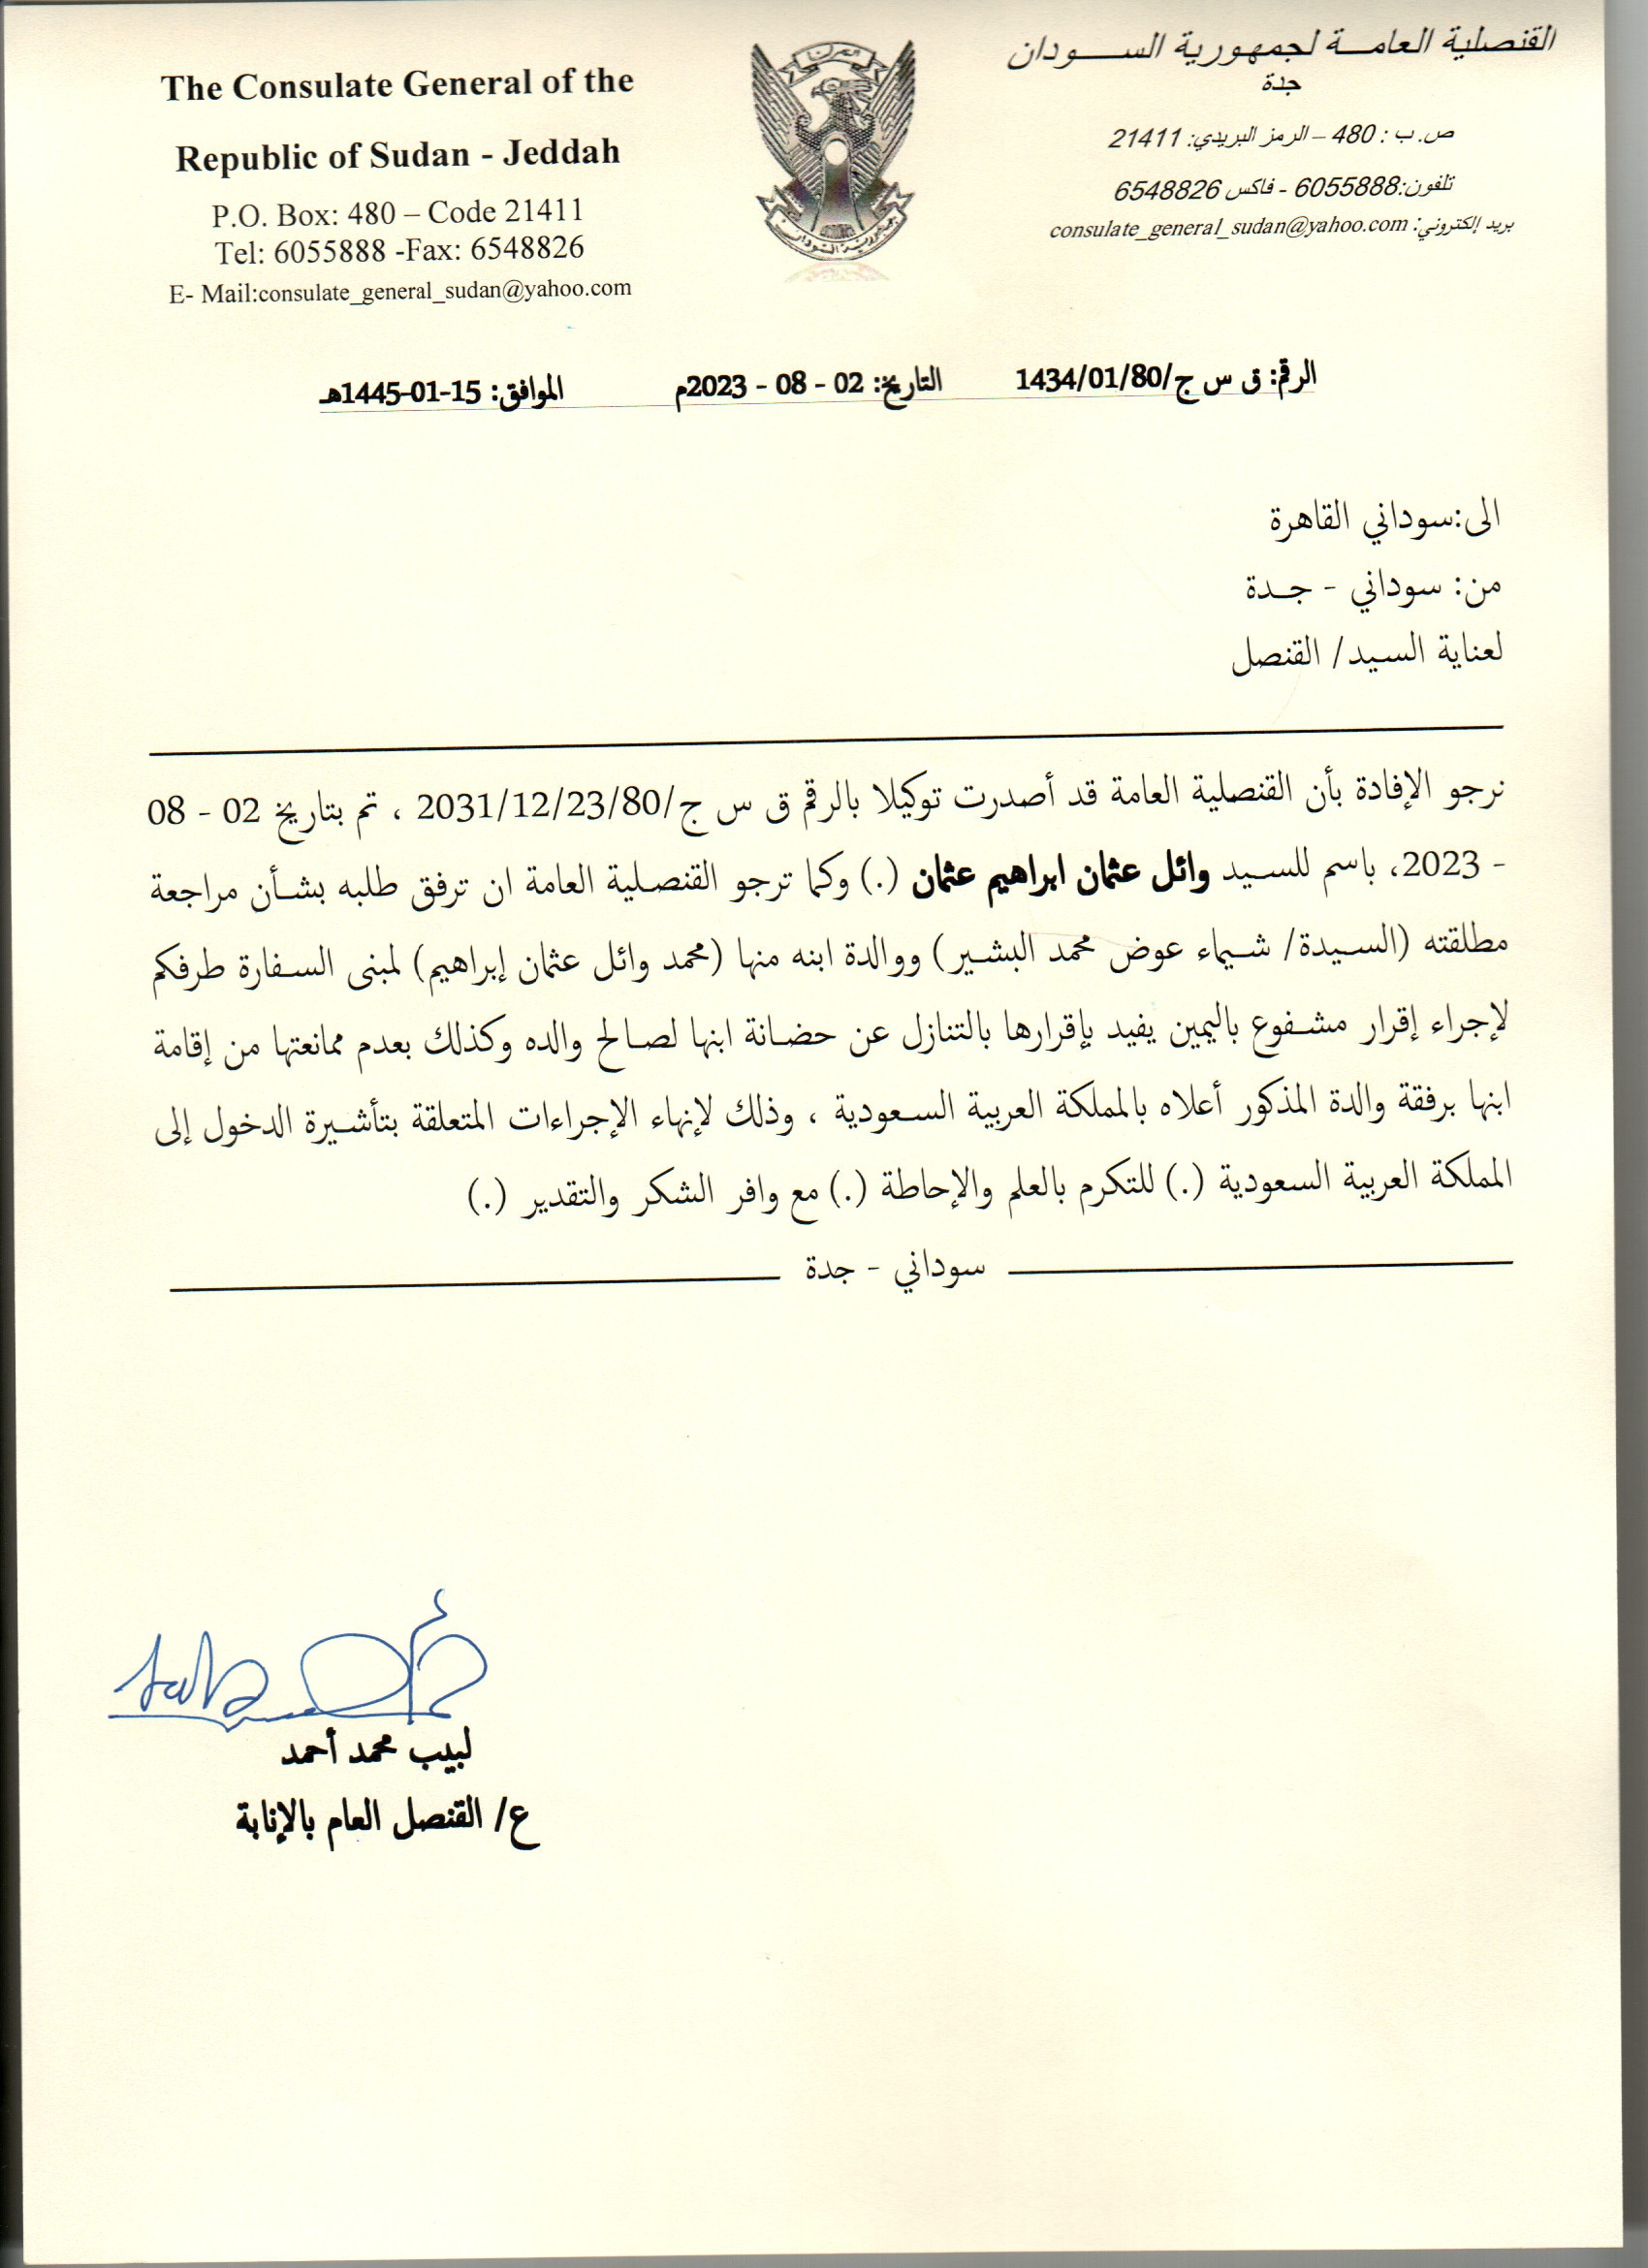 The Consulate General of the
Republic of Sudan - Jeddah
P.O. Box: 480 – Code 21411
Tel: 6055888 -Fax: 6548826
E- Mail:consulate_general_sudan@yahoo.com
القنصلية العامـــة لجمهورية الســـــودان
جدة
ص. ب : 480 – الرمز البريدي: 21411
تلفون:6055888 - فاكس 6548826
بريد إلكتروني: consulate_general_sudan@yahoo.com
جمهورية السودان
الرقم: ق س ج/1434/01/80 التاريخ: 02 - 08 - 2023م الموافق: 15-01-1445هـ
الى:سوداني القاهرة
من: سوداني - جـدة
لعناية السيد/ القنصل
نرجو الإفادة بأن القنصلية العامة قد أصدرت توكيلا بالرقم ق س ج/2031/12/23/80 ، تم بتاريخ 02 - 08
- 2023، باسم للسيد وائل عثمان ابراهيم عثمان (.) وكما ترجو القنصلية العامة ان ترفق طلبه بشأن مراجعة
مطلقته (السيدة/ شيماء عوض محمد البشير) ووالدة ابنه منها (محمد وائل عثمان إبراهيم) لمبنى السفارة طرفكم
لإجراء إقرار مشفوع باليمين يفيد بإقرارها بالتنازل عن حضانة ابنها لصالح والده وكذلك بعدم ممانعتها من إقامة
ابنها برفقة والدة المذكور أعلاه بالمملكة العربية السعودية ، وذلك لإنهاء الإجراءات المتعلقة بتأشيرة الدخول إلى
المملكة العربية السعودية (.) للتكرم بالعلم والإحاطة (.) مع وافر الشكر والتقدير (.)
سوداني - جدة
لبيب محمد أحمد
ع/ القنصل العام بالإنابة